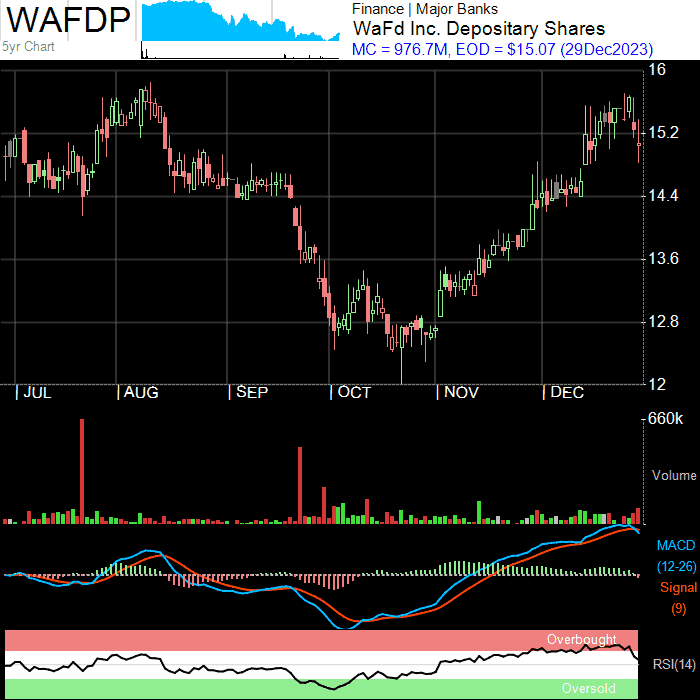 WAFDP
5yr Chart
Finance | Major Banks
WaFd Inc. Depositary Shares
MC = 976.7M, EOD = $15.07 (29Dec2023)
16
15.2
14.4
13.6
12.8
12
| JUL | AUG | SEP | OCT | NOV | DEC
660k
Volume
MACD
(12-26)
Signal
(9)
Overbought
RSI(14)
Oversold